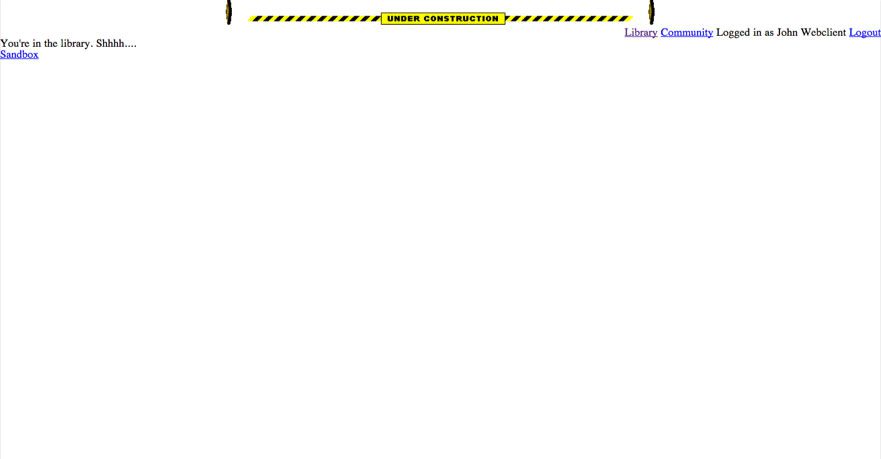 UNDER CONSTRUCTION
Library Community Logged in as John Webclient Logout
You're in the library. Shhhh....
Sandbox